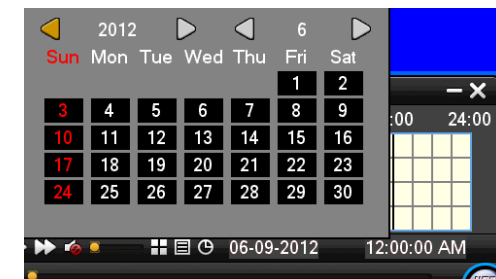 2012 6
Sun Mon Tue Wed Thu Fri Sat
1 2
3 4 5 6 7 8 9
:00 24:00
10 11 12 13 14 15 16
17 18 19 20 21 22 23
24 25 26 27 28 29 30
06-09-2012 12:00:00 AM